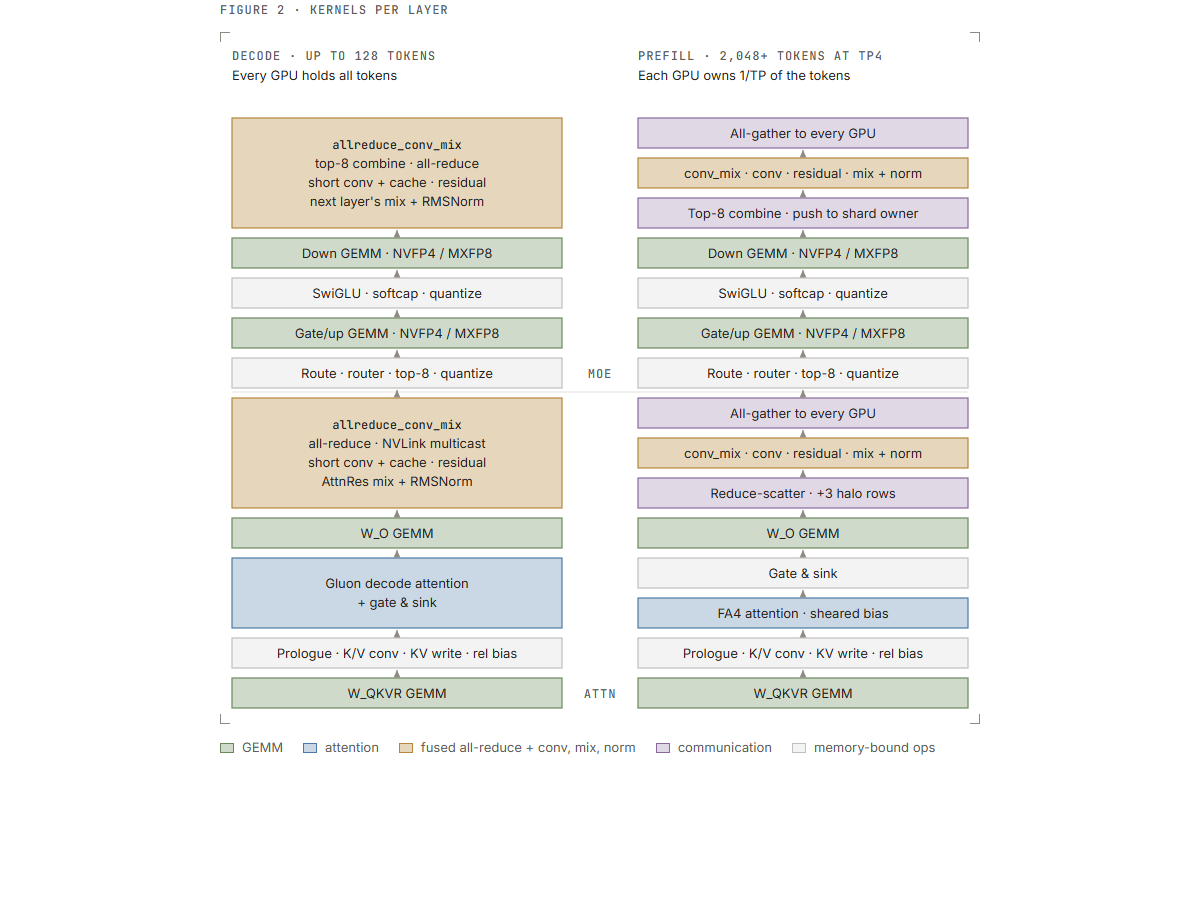 FIGURE 2 · KERNELS PER LAYER
DECODE · UP TO 128 TOKENS
Every GPU holds all tokens
allreduce_conv_mix
top-8 combine · all-reduce
short conv + cache · residual
next layer's mix + RMSNorm
Down GEMM · NVFP4 / MXFP8
SwiGLU · softcap · quantize
Gate/up GEMM · NVFP4 / MXFP8
Route · router · top-8 · quantize
allreduce_conv_mix
all-reduce · NVLink multicast
short conv + cache · residual
AttnRes mix + RMSNorm
W_O GEMM
Gluon decode attention
+ gate & sink
Prologue · K/V conv · KV write · rel bias
W_QKVR GEMM
MOE
ATTN
PREFILL · 2,048+ TOKENS AT TP4
Each GPU owns 1/TP of the tokens
All-gather to every GPU
conv_mix · conv · residual · mix + norm
Top-8 combine · push to shard owner
Down GEMM · NVFP4 / MXFP8
SwiGLU · softcap · quantize
Gate/up GEMM · NVFP4 / MXFP8
Route · router · top-8 · quantize
All-gather to every GPU
conv_mix · conv · residual · mix + norm
Reduce-scatter · +3 halo rows
W_O GEMM
Gate & sink
FA4 attention · sheared bias
Prologue · K/V conv · KV write · rel bias
W_QKVR GEMM
GEMM
attention
fused all-reduce + conv, mix, norm
communication
memory-bound ops